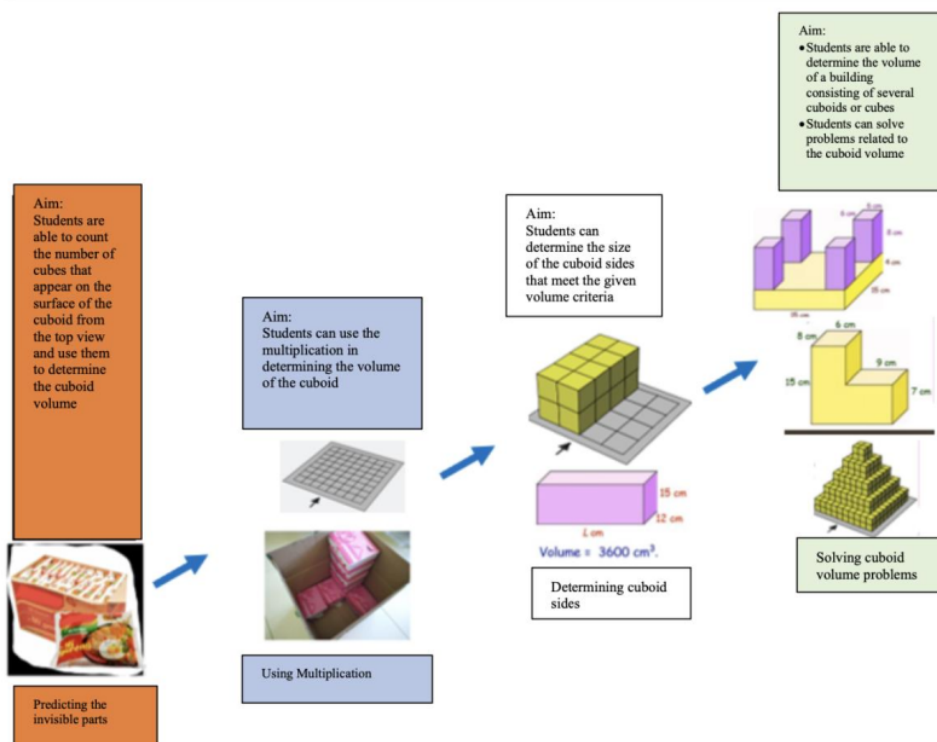 Aim:
Students are
able to count
the number of
cubes that
appear on the
surface of the
cuboid from
the top view
and use them
to determine
the cuboid
volume
Predicting the
invisible parts
Aim:
Students can use the
multiplication in
determining the volume
of the cuboid
Using Multiplication
Aim:
Students can
determine the size
of the cuboid sides
that meet the given
volume criteria
15 cm
12 cm
L cm
Volume = 3600 cm³.
Determining cuboid
sides
Aim:
•Students are able to
determine the volume
of a building
consisting of several
cuboids or cubes
•Students can solve
problems related to
the cuboid volume
6 cm
8 cm
9 cm
15 cm
7 cm
Solving cuboid
volume problems